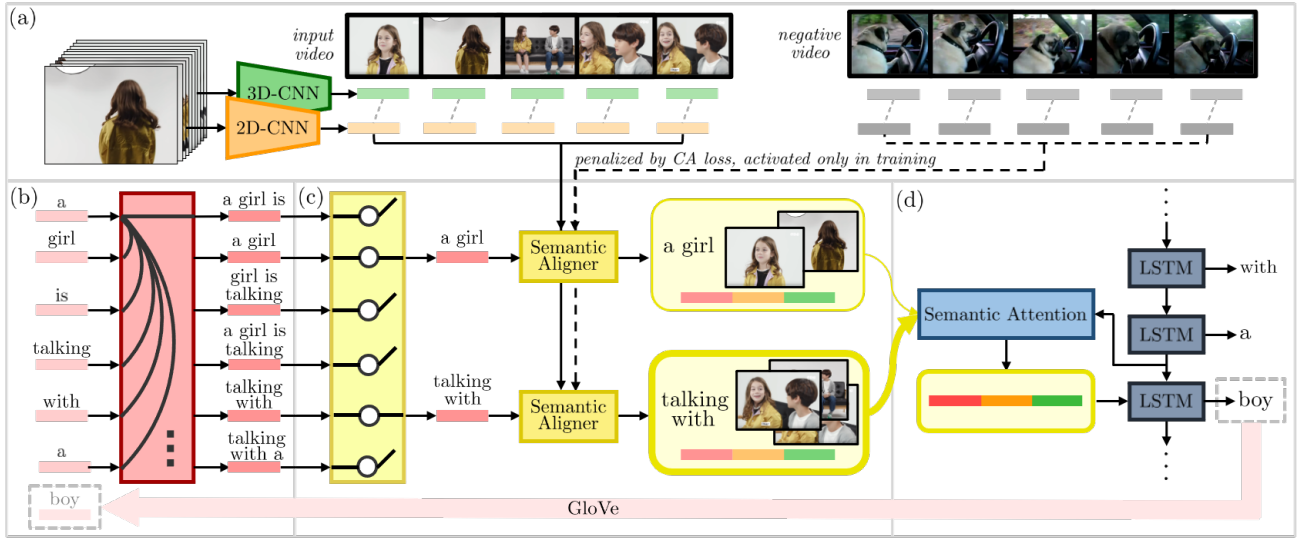 (a)
input
video
negative
video
3D-CNN
2D-CNN
penalized by CA loss, activated only in training
(b)
a
girl
is
talking
with
a
boy
a girl is
a girl
girl is
talking
a girl is
talking
talking
with
talking
with a
(c)
a girl
talking
with
Semantic
Aligner
Semantic
Aligner
a girl
talking
with
(d)
Semantic Attention
LSTM
with
LSTM
a
LSTM
boy
GloVe